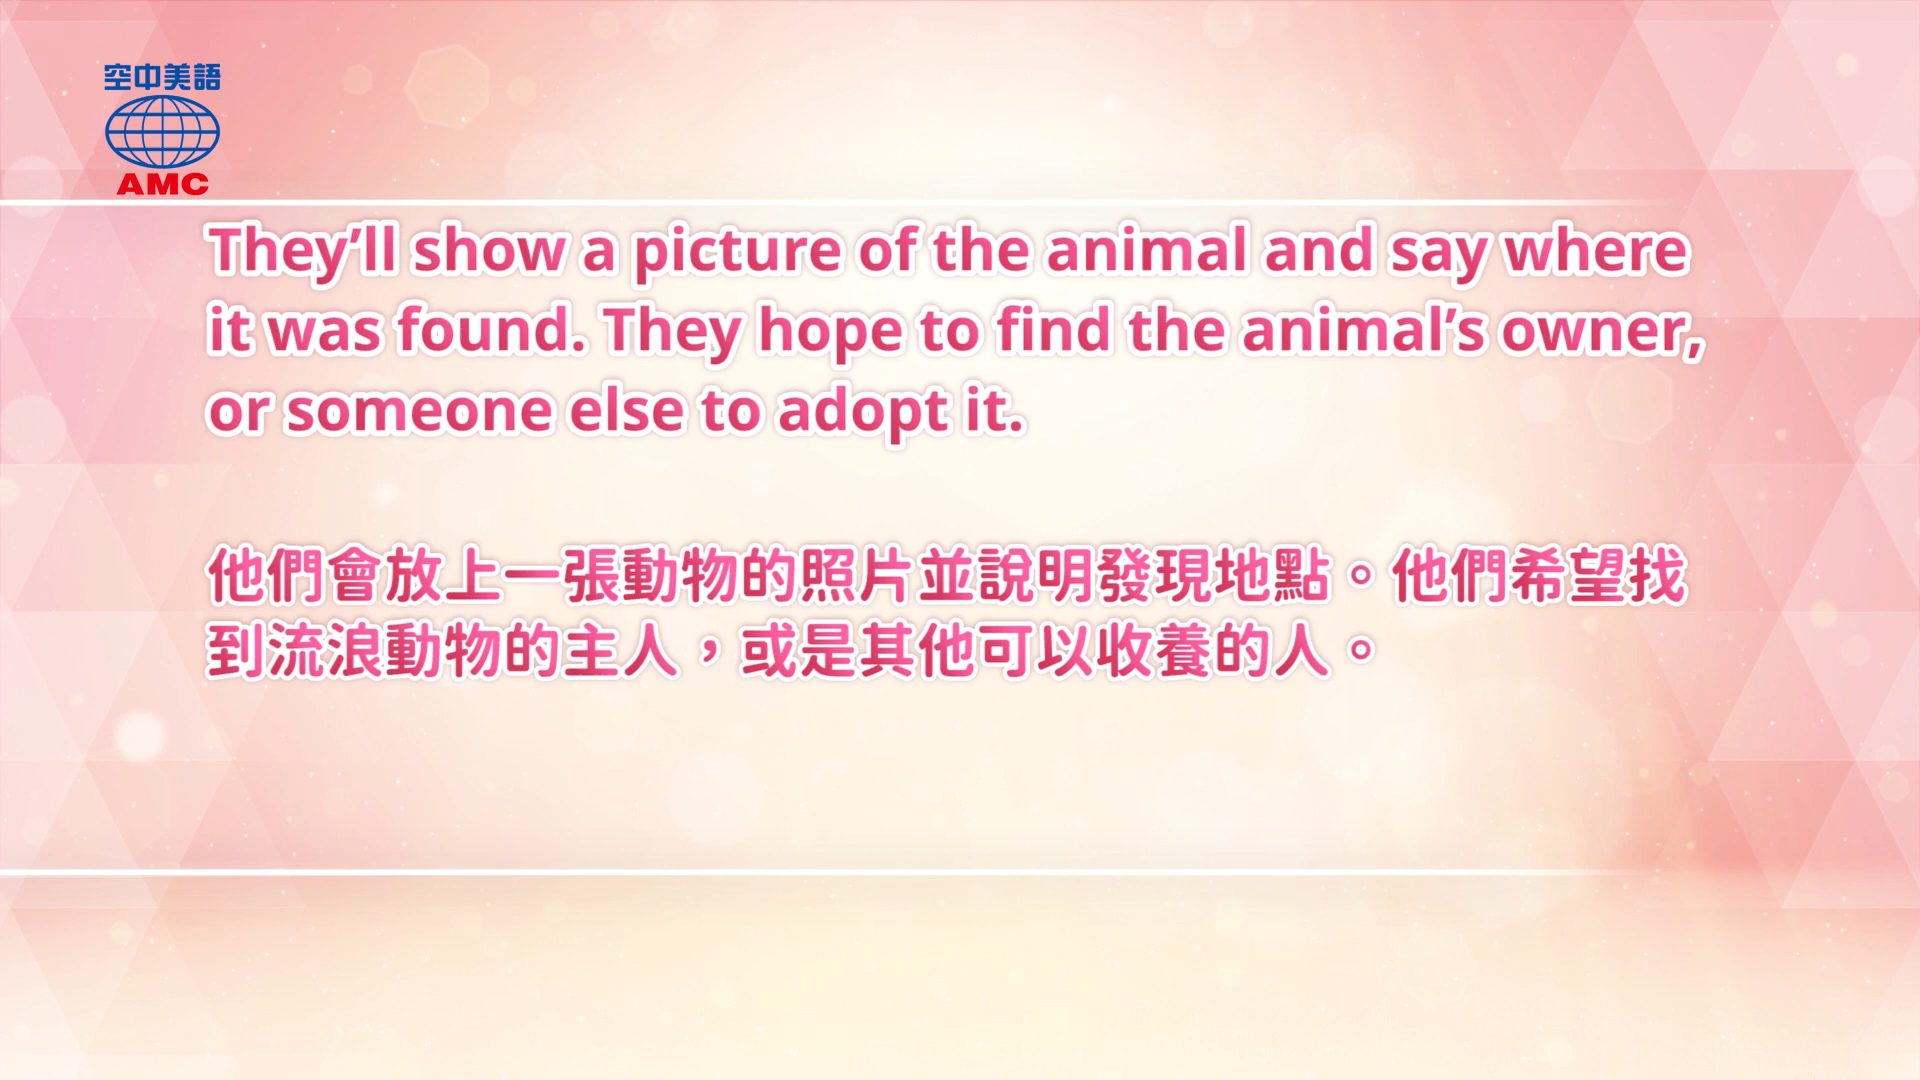 空中美語
AMC
They’ll show a picture of the animal and say where
it was found. They hope to find the animal’s owner,
or someone else to adopt it.
他們會放上一張動物的照片並說明發現地點。他們希望找
到流浪動物的主人，或是其他可以收養的人。